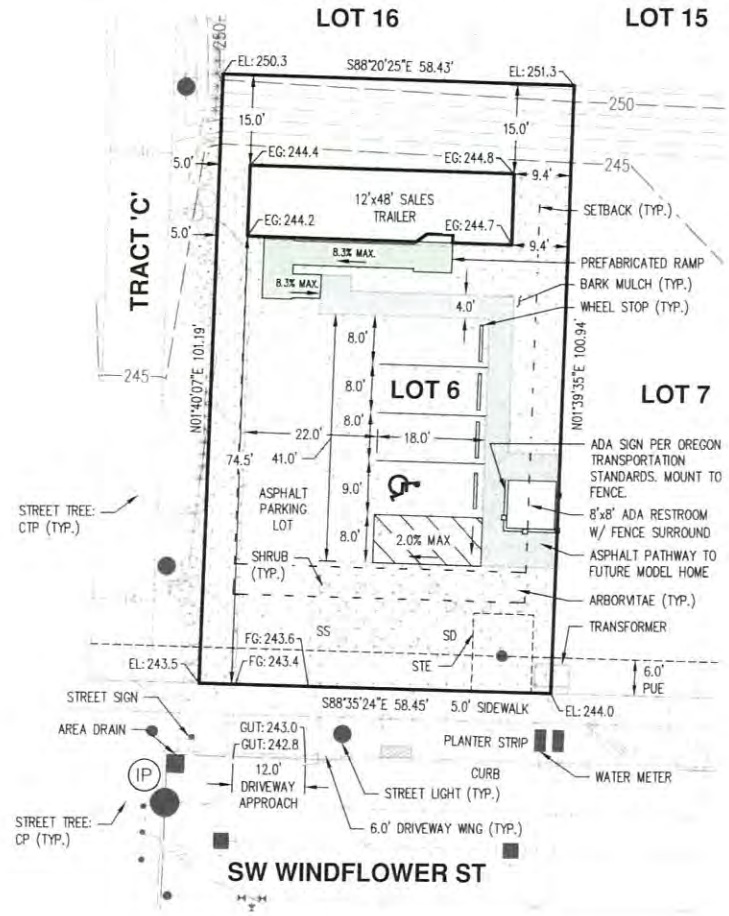 LOT 16
LOT 15
250
EL: 250.3
S88°20'25"E 58.43'
EL: 251.3
250
15.0'
15.0'
5.0'
EG: 244.4
EG: 244.8
245
9.4'
12'x48' SALES
TRAILER
SETBACK (TYP.)
TRACT 'C'
EG: 244.2
EG: 244.7
5.0'
9.4'
8.3% MAX.
PREFABRICATED RAMP
8.3% MAX.
BARK MULCH (TYP.)
4.0'
WHEEL STOP (TYP.)
8.0'
N01°40'07"E 101.19'
N01°39'35"E 100.94'
245
8.0'
LOT 6
LOT 7
8.0'
22.0'
18.0'
74.5'
41.0'
ADA SIGN PER OREGON
TRANSPORTATION
STANDARDS. MOUNT TO
FENCE.
9.0'
ASPHALT
PARKING
LOT
STREET TREE:
CTP (TYP.)
8'x8' ADA RESTROOM
W/ FENCE SURROUND
8.0'
2.0% MAX
SHRUB
(TYP.)
ASPHALT PATHWAY TO
FUTURE MODEL HOME
ARBORVITAE (TYP.)
SS
SD
TRANSFORMER
FG: 243.6
STE
EL: 243.5
FG: 243.4
6.0'
PUE
STREET SIGN
S88°35'24"E 58.45'
5.0' SIDEWALK
EL: 244.0
AREA DRAIN
GUT: 243.0
GUT: 242.8
PLANTER STRIP
IP
12.0'
DRIVEWAY
APPROACH
CURB
WATER METER
STREET LIGHT (TYP.)
STREET TREE:
CP (TYP.)
6.0' DRIVEWAY WING (TYP.)
SW WINDFLOWER ST